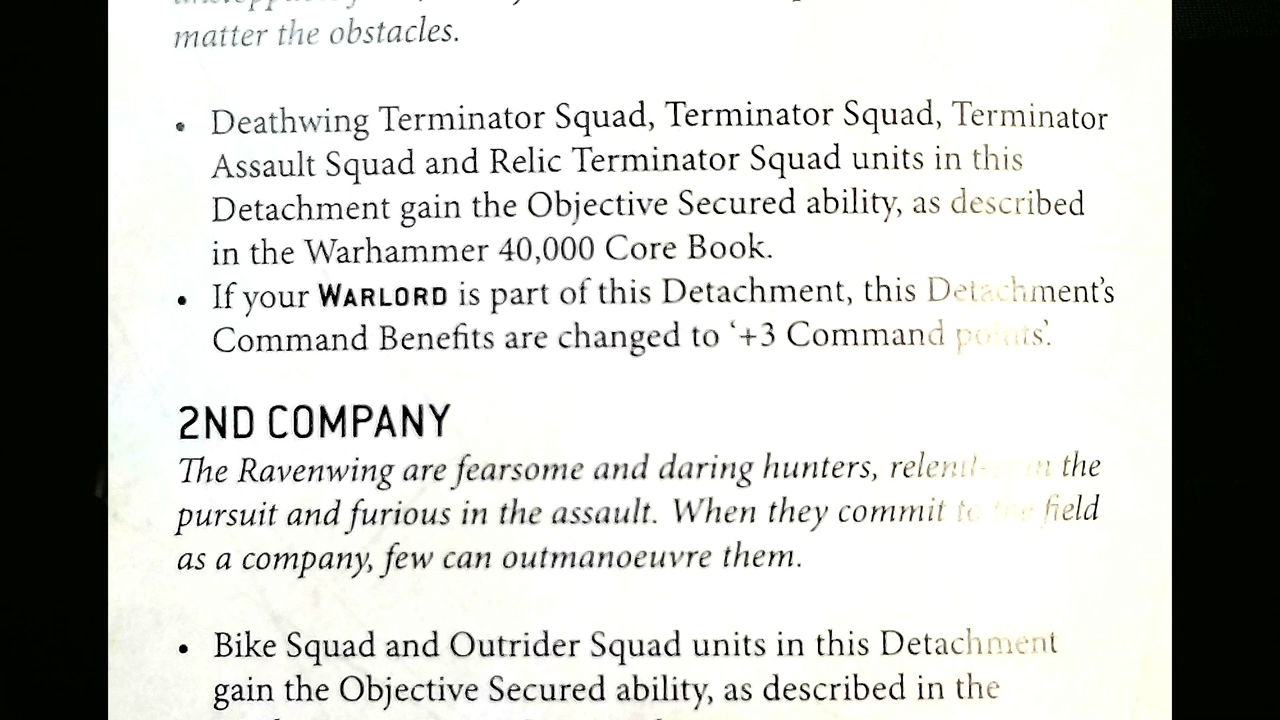 matter the obstacles.
• Deathwing Terminator Squad, Terminator Squad, Terminator
Assault Squad and Relic Terminator Squad units in this
Detachment gain the Objective Secured ability, as described
in the Warhammer 40,000 Core Book.
• If your WARLORD is part of this Detachment, this Detachment's
Command Benefits are changed to ‘+3 Command points’.
2ND COMPANY
The Ravenwing are fearsome and daring hunters, the
pursuit and furious in the assault. When they commit to the field
as a company, few can outmanoeuvre them.
• Bike Squad and Outrider Squad units in this Detachment
gain the Objective Secured ability, as described in the